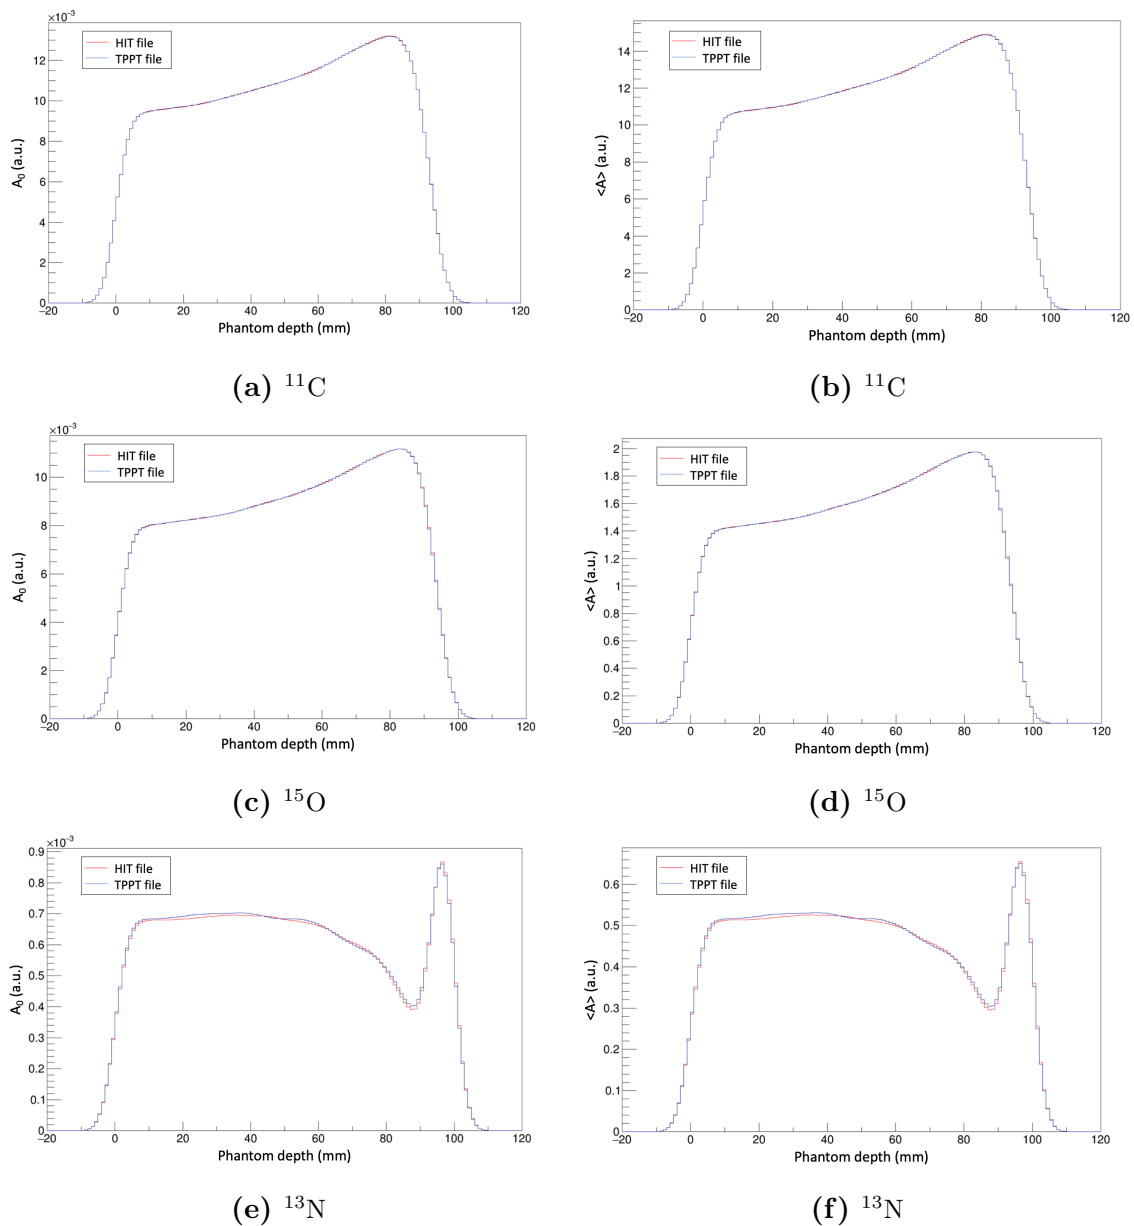 ×10⁻³
HIT file
TPPT file
A₀ (a.u.)
12
10
8
6
4
2
0
−20 0 20 40 60 80 100 120
Phantom depth (mm)
(a) ¹¹C
HIT file
TPPT file
<A> (a.u.)
14
12
10
8
6
4
2
0
−20 0 20 40 60 80 100 120
Phantom depth (mm)
(b) ¹¹C
×10⁻³
HIT file
TPPT file
A₀ (a.u.)
10
8
6
4
2
0
−20 0 20 40 60 80 100 120
Phantom depth (mm)
(c) ¹⁵O
HIT file
TPPT file
<A> (a.u.)
2
1.8
1.6
1.4
1.2
1
0.8
0.6
0.4
0.2
0
−20 0 20 40 60 80 100 120
Phantom depth (mm)
(d) ¹⁵O
×10⁻³
HIT file
TPPT file
A₀ (a.u.)
0.9
0.8
0.7
0.6
0.5
0.4
0.3
0.2
0.1
0
−20 0 20 40 60 80 100 120
Phantom depth (mm)
(e) ¹³N
HIT file
TPPT file
<A> (a.u.)
0.6
0.5
0.4
0.3
0.2
0.1
0
−20 0 20 40 60 80 100 120
Phantom depth (mm)
(f) ¹³N